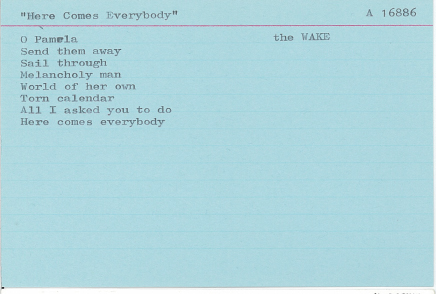 "Here Comes Everybody"
A 16886
O Pamela
the WAKE
Send them away
Sail through
Melancholy man
World of her own
Torn calendar
All I asked you to do
Here comes everybody